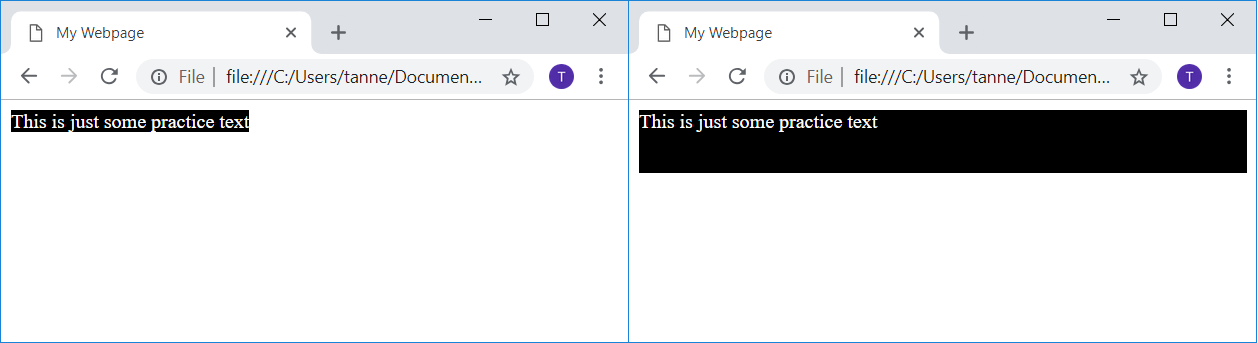 My Webpage
File file:///C:/Users/tanne/Documen...
T
This is just some practice text
My Webpage
File file:///C:/Users/tanne/Documen...
T
This is just some practice text